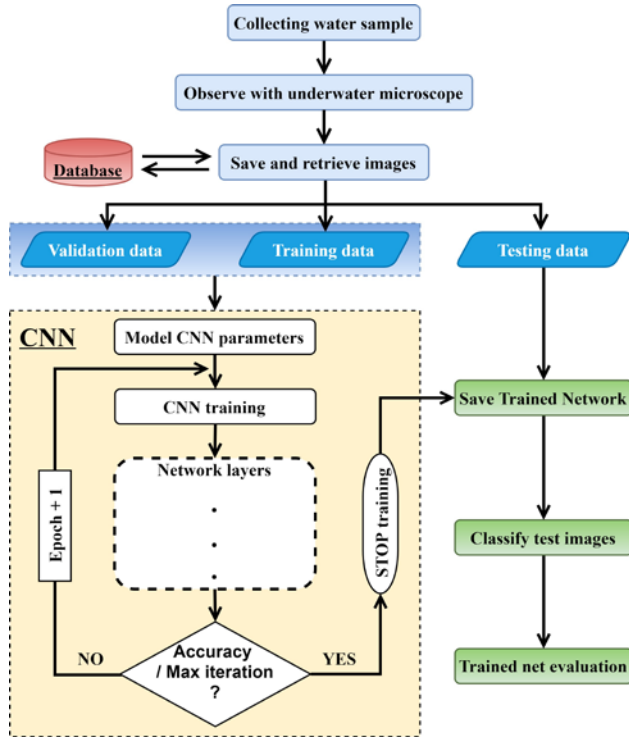 Collecting water sample
Observe with underwater microscope
Database
Save and retrieve images
Validation data
Training data
Testing data
CNN
Model CNN parameters
CNN training
Save Trained Network
Network layers
Epoch + 1
STOP training
Classify test images
NO
Accuracy
/ Max iteration
?
YES
Trained net evaluation